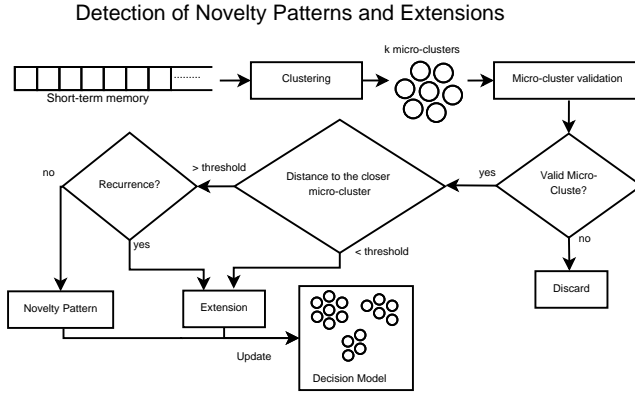 Detection of Novelty Patterns and Extensions
k micro-clusters
Clustering
Micro-cluster validation
.........
Short-term memory
no
Recurrence?
> threshold
Distance to the closer
micro-cluster
yes
Valid Micro-
Cluste?
yes
< threshold
no
Novelty Pattern
Extension
Discard
Update
Decision Model